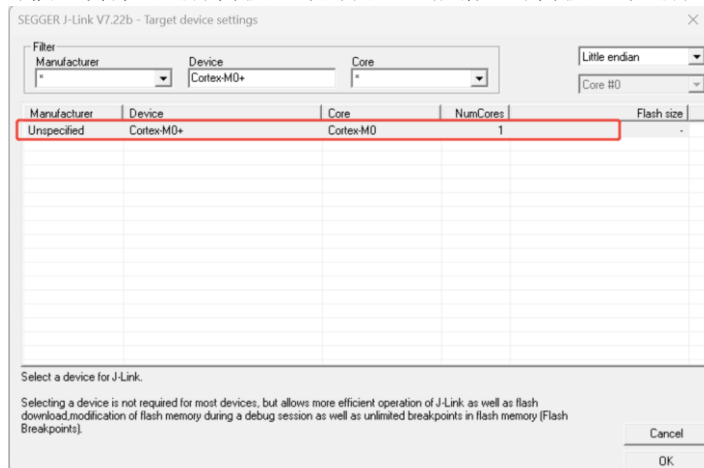 SEGGER J-Link V7.22b - Target device settings
Filter
Manufacturer Device Core
* Cortex-M0+ *
Little endian
Core #0
Manufacturer Device Core NumCores Flash size
Unspecified Cortex-M0+ Cortex-M0 1 -
Select a device for J-Link.
Selecting a device is not required for most devices, but allows more efficient operation of J-Link as well as flash
download,modification of flash memory during a debug session as well as unlimited breakpoints in flash memory (Flash
Breakpoints).
Cancel
OK